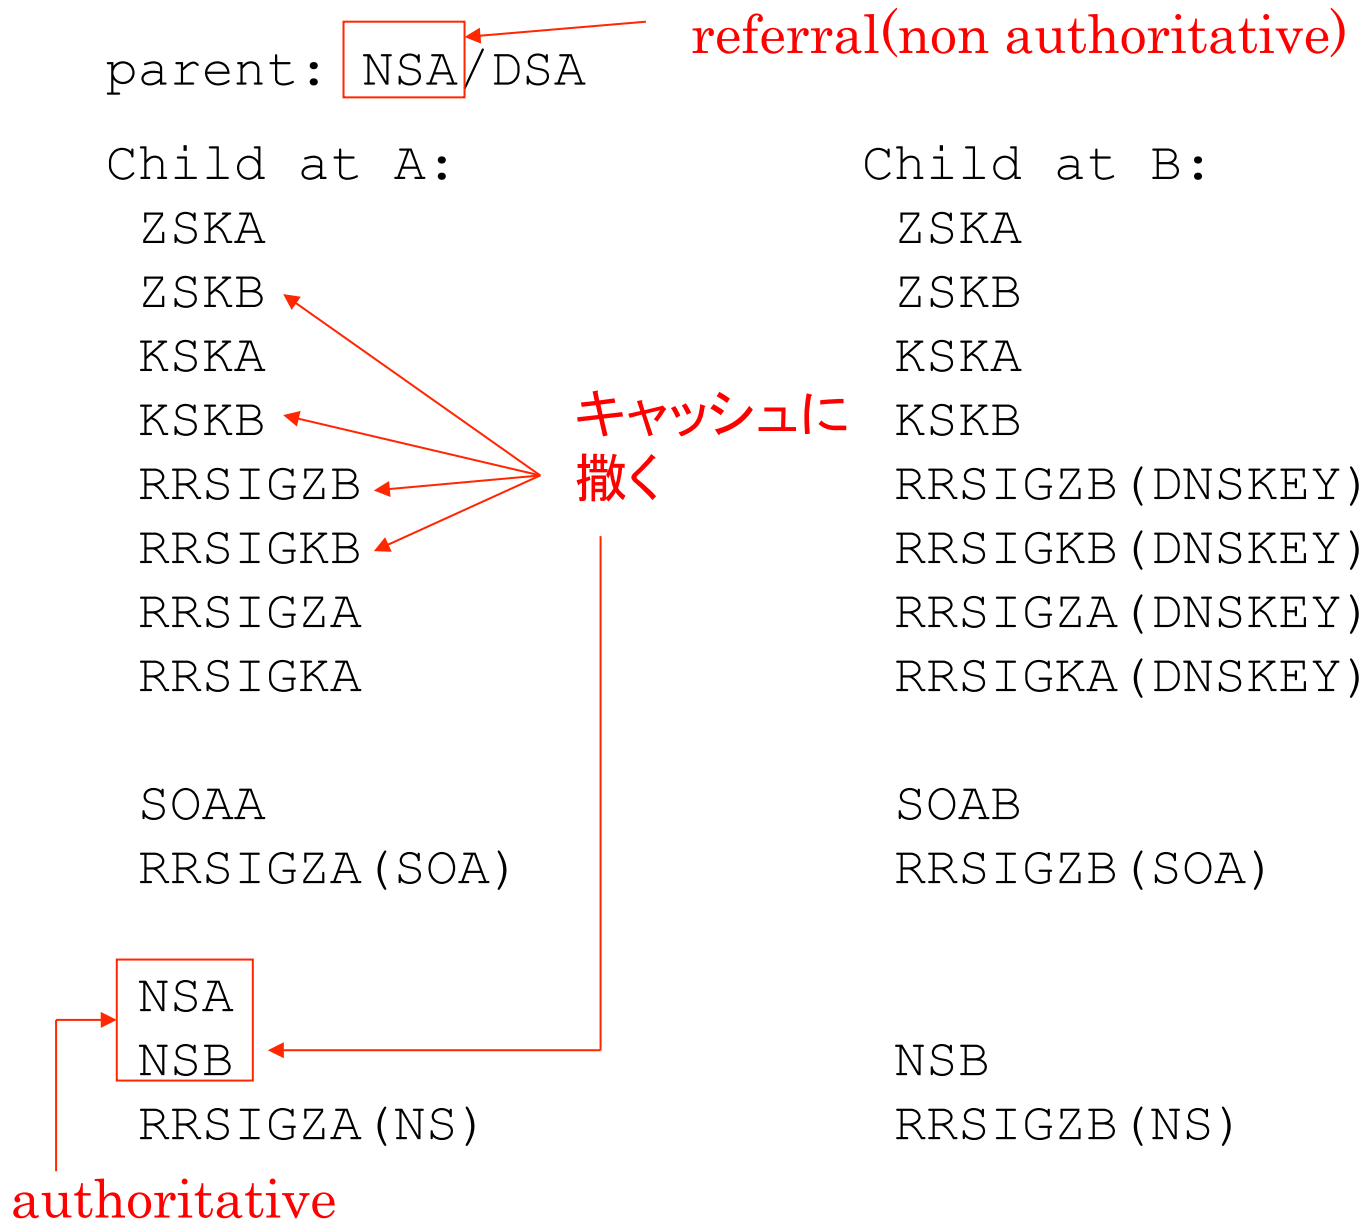 referral(non authoritative)
parent: NSA/DSA
Child at A:
ZSKA
ZSKB
KSKA
KSKB
RRSIGZB
RRSIGKB
RRSIGZA
RRSIGKA
SOAA
RRSIGZA(SOA)
NSA
NSB
RRSIGZA(NS)
authoritative
キャッシュに
撒く
Child at B:
ZSKA
ZSKB
KSKA
KSKB
RRSIGZB(DNSKEY)
RRSIGKB(DNSKEY)
RRSIGZA(DNSKEY)
RRSIGKA(DNSKEY)
SOAB
RRSIGZB(SOA)
NSB
RRSIGZB(NS)